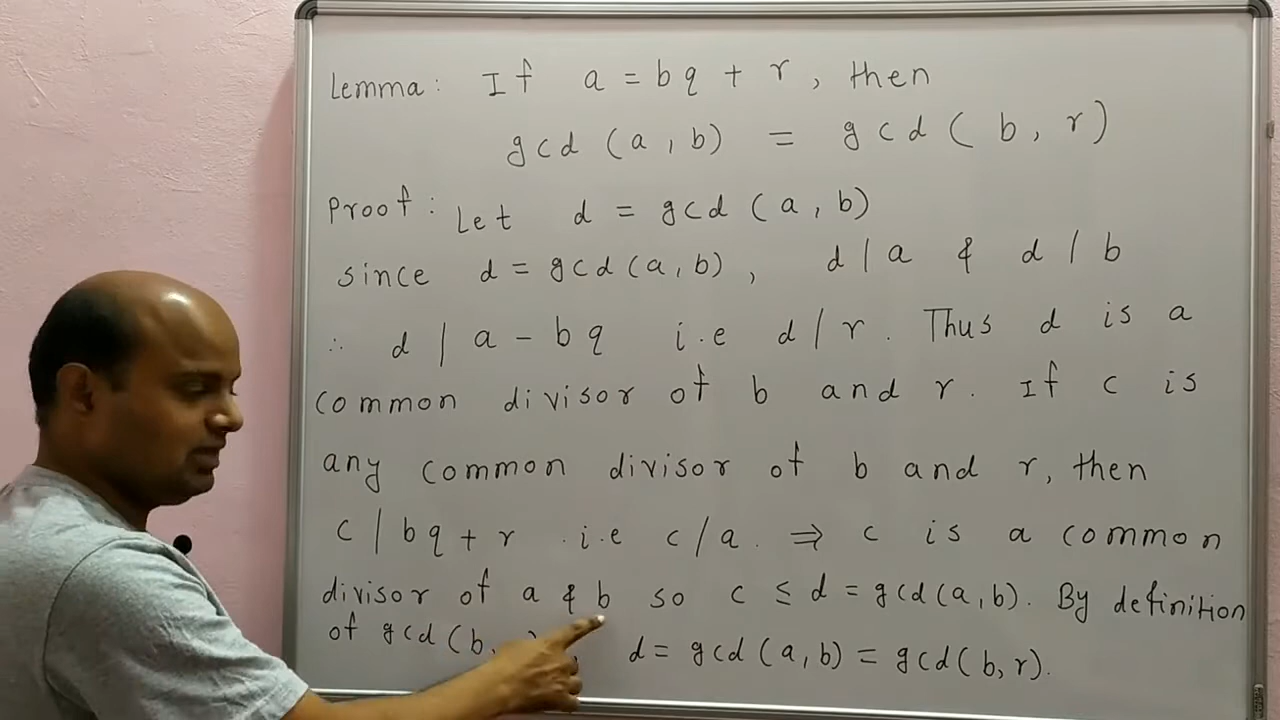 Lemma: If a = bq + r, then
gcd (a, b) = gcd (b, r)
Proof: Let d = gcd (a, b)
since d = gcd(a, b), d | a & d | b
∴ d | a - bq i.e d | r. Thus d is a
common divisor of b and r. If c is
any common divisor of b and r, then
c | bq + r .i.e c/a. ⇒ c is a common
divisor of a & b so c ≤ d = gcd(a, b). By definition
of gcd (b, d = gcd (a, b) = gcd(b, r).